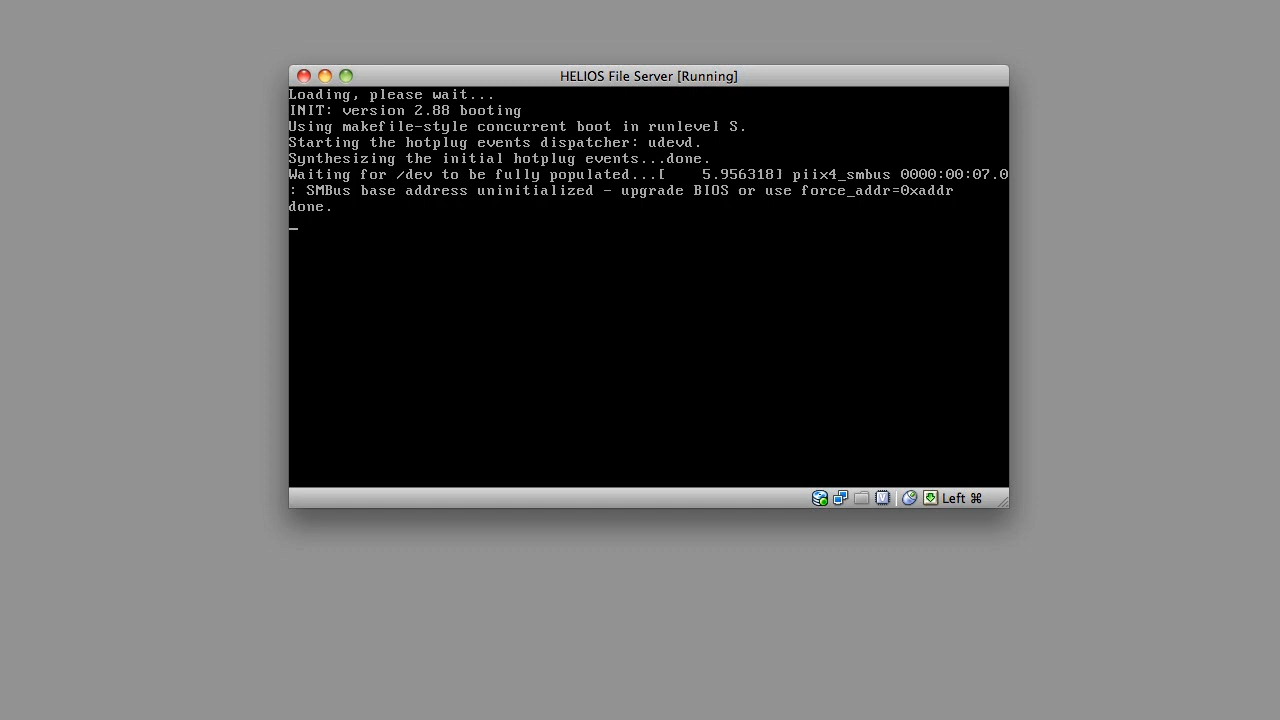 HELIOS File Server [Running]
Loading, please wait...
INIT: version 2.88 booting
Using makefile-style concurrent boot in runlevel S.
Starting the hotplug events dispatcher: udevd.
Synthesizing the initial hotplug events...done.
Waiting for /dev to be fully populated...[    5.956318] piix4_smbus 0000:00:07.0
: SMBus base address uninitialized - upgrade BIOS or use force_addr=0xaddr
done.
_
Left ⌘